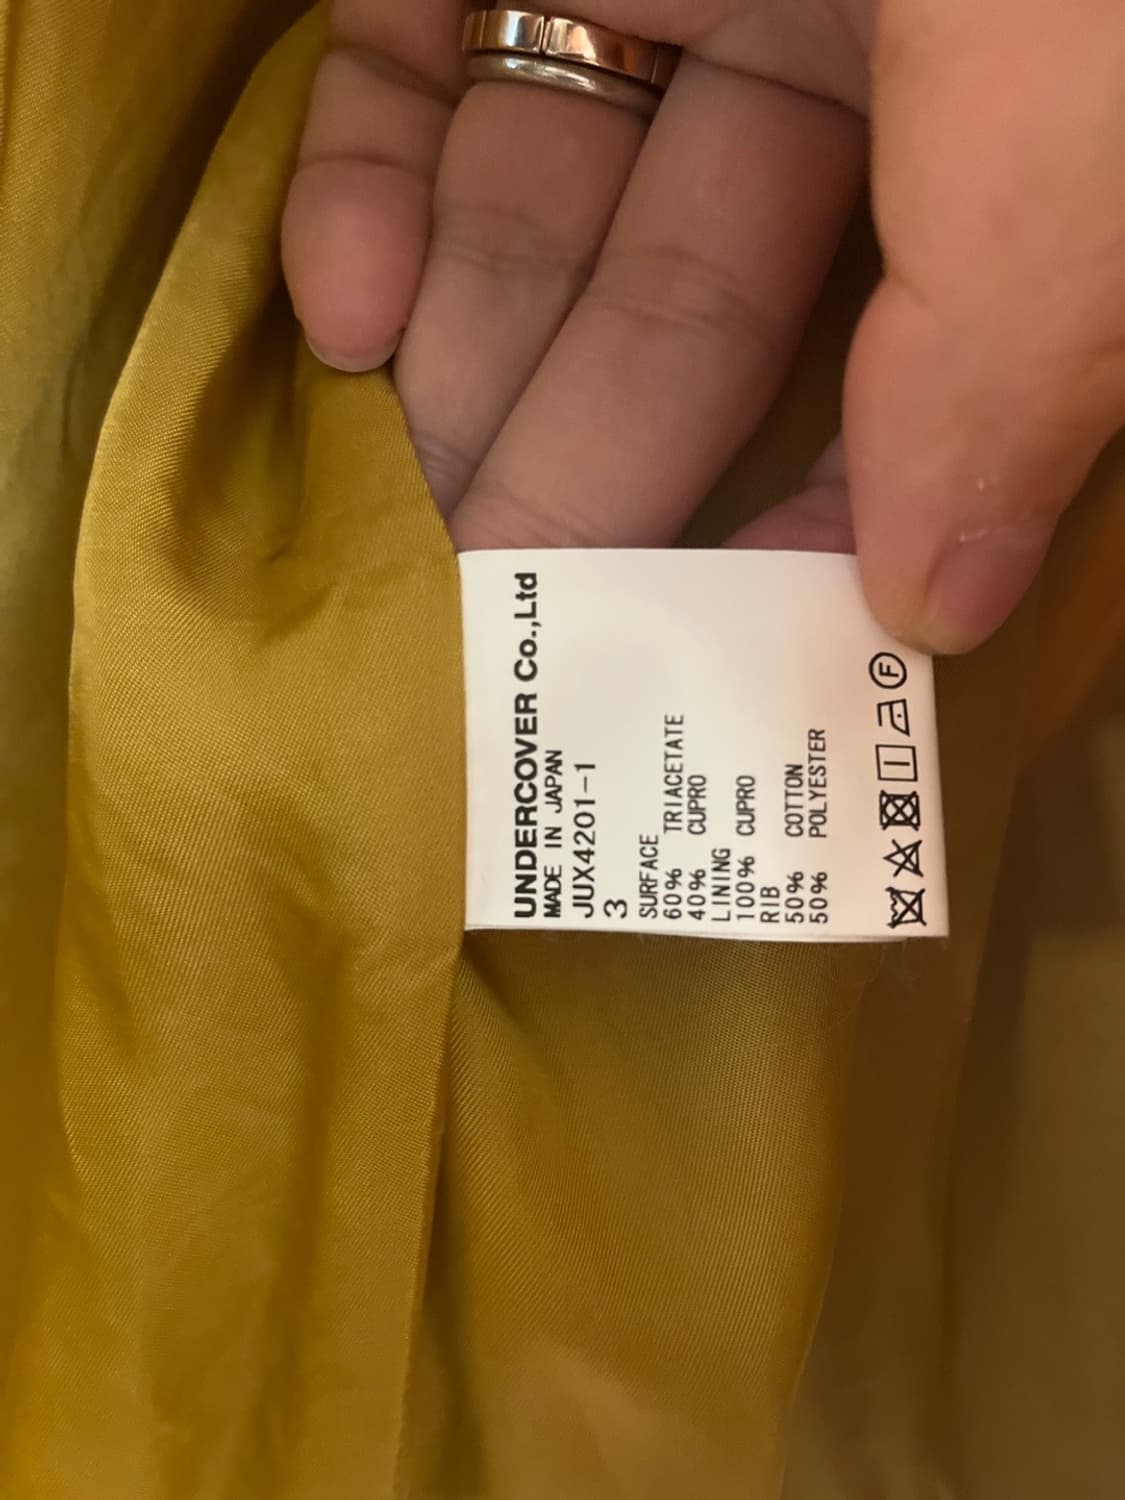 UNDERCOVER Co.,Ltd
MADE IN JAPAN
JUX4201-1
3
SURFACE
60% TRIACETATE
40% CUPRO
LINING
100% CUPRO
RIB
50% COTTON
50% POLYESTER
F